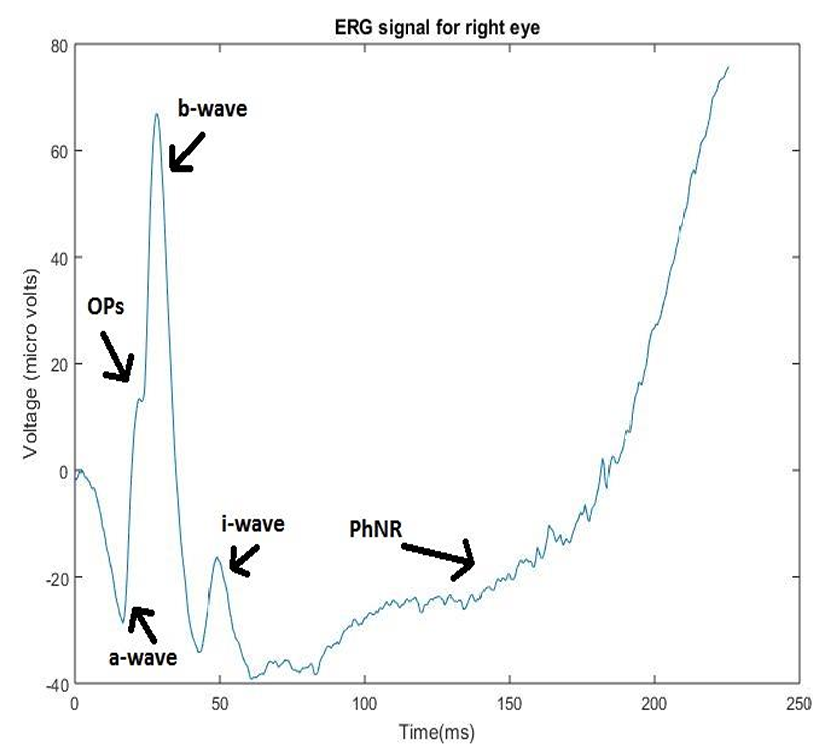 ERG signal for right eye
80
60
40
20
0
-20
-40
0
50
100
150
200
250
Voltage (micro volts)
Time(ms)
b-wave
OPs
i-wave
PhNR
a-wave